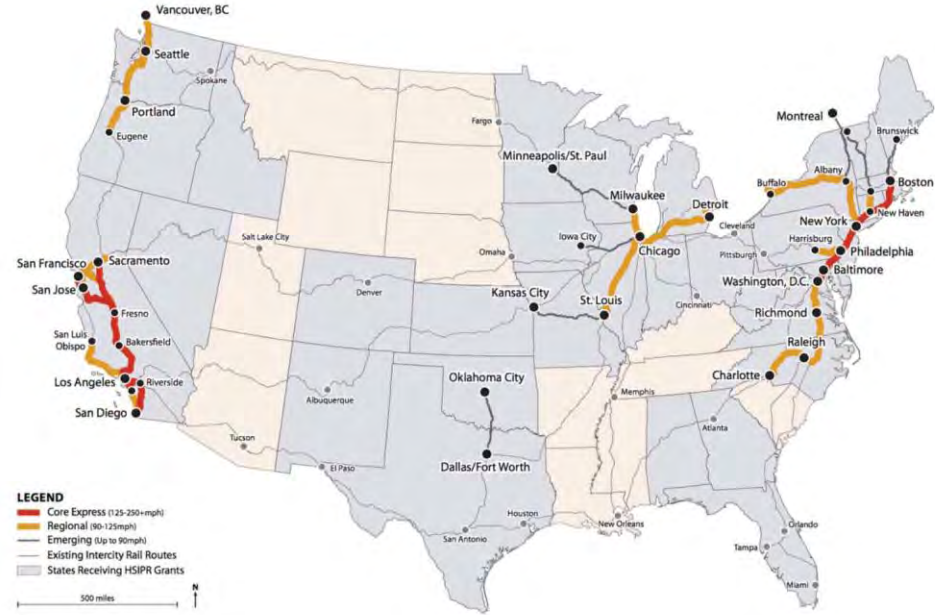 Vancouver, BC
Seattle
Spokane
Portland
Eugene
Fargo
Minneapolis/St. Paul
Montreal
Brunswick
Albany
Buffalo
Boston
Milwaukee
Detroit
New York
New Haven
Cleveland
Salt Lake City
Omaha
Iowa City
Chicago
Pittsburgh
Harrisburg
Philadelphia
Baltimore
San Francisco
Sacramento
San Jose
Denver
Kansas City
St. Louis
Cincinnati
Washington, D.C.
Richmond
Fresno
San Luis
Obispo
Bakersfield
Raleigh
Los Angeles
Riverside
Charlotte
Oklahoma City
Memphis
San Diego
Albuquerque
Atlanta
Tucson
El Paso
Dallas/Fort Worth
Houston
San Antonio
New Orleans
Orlando
Tampa
Miami
LEGEND
Core Express (125-250+mph)
Regional (90-125mph)
Emerging (Up to 90mph)
Existing Intercity Rail Routes
States Receiving HSIPR Grants
500 miles
N